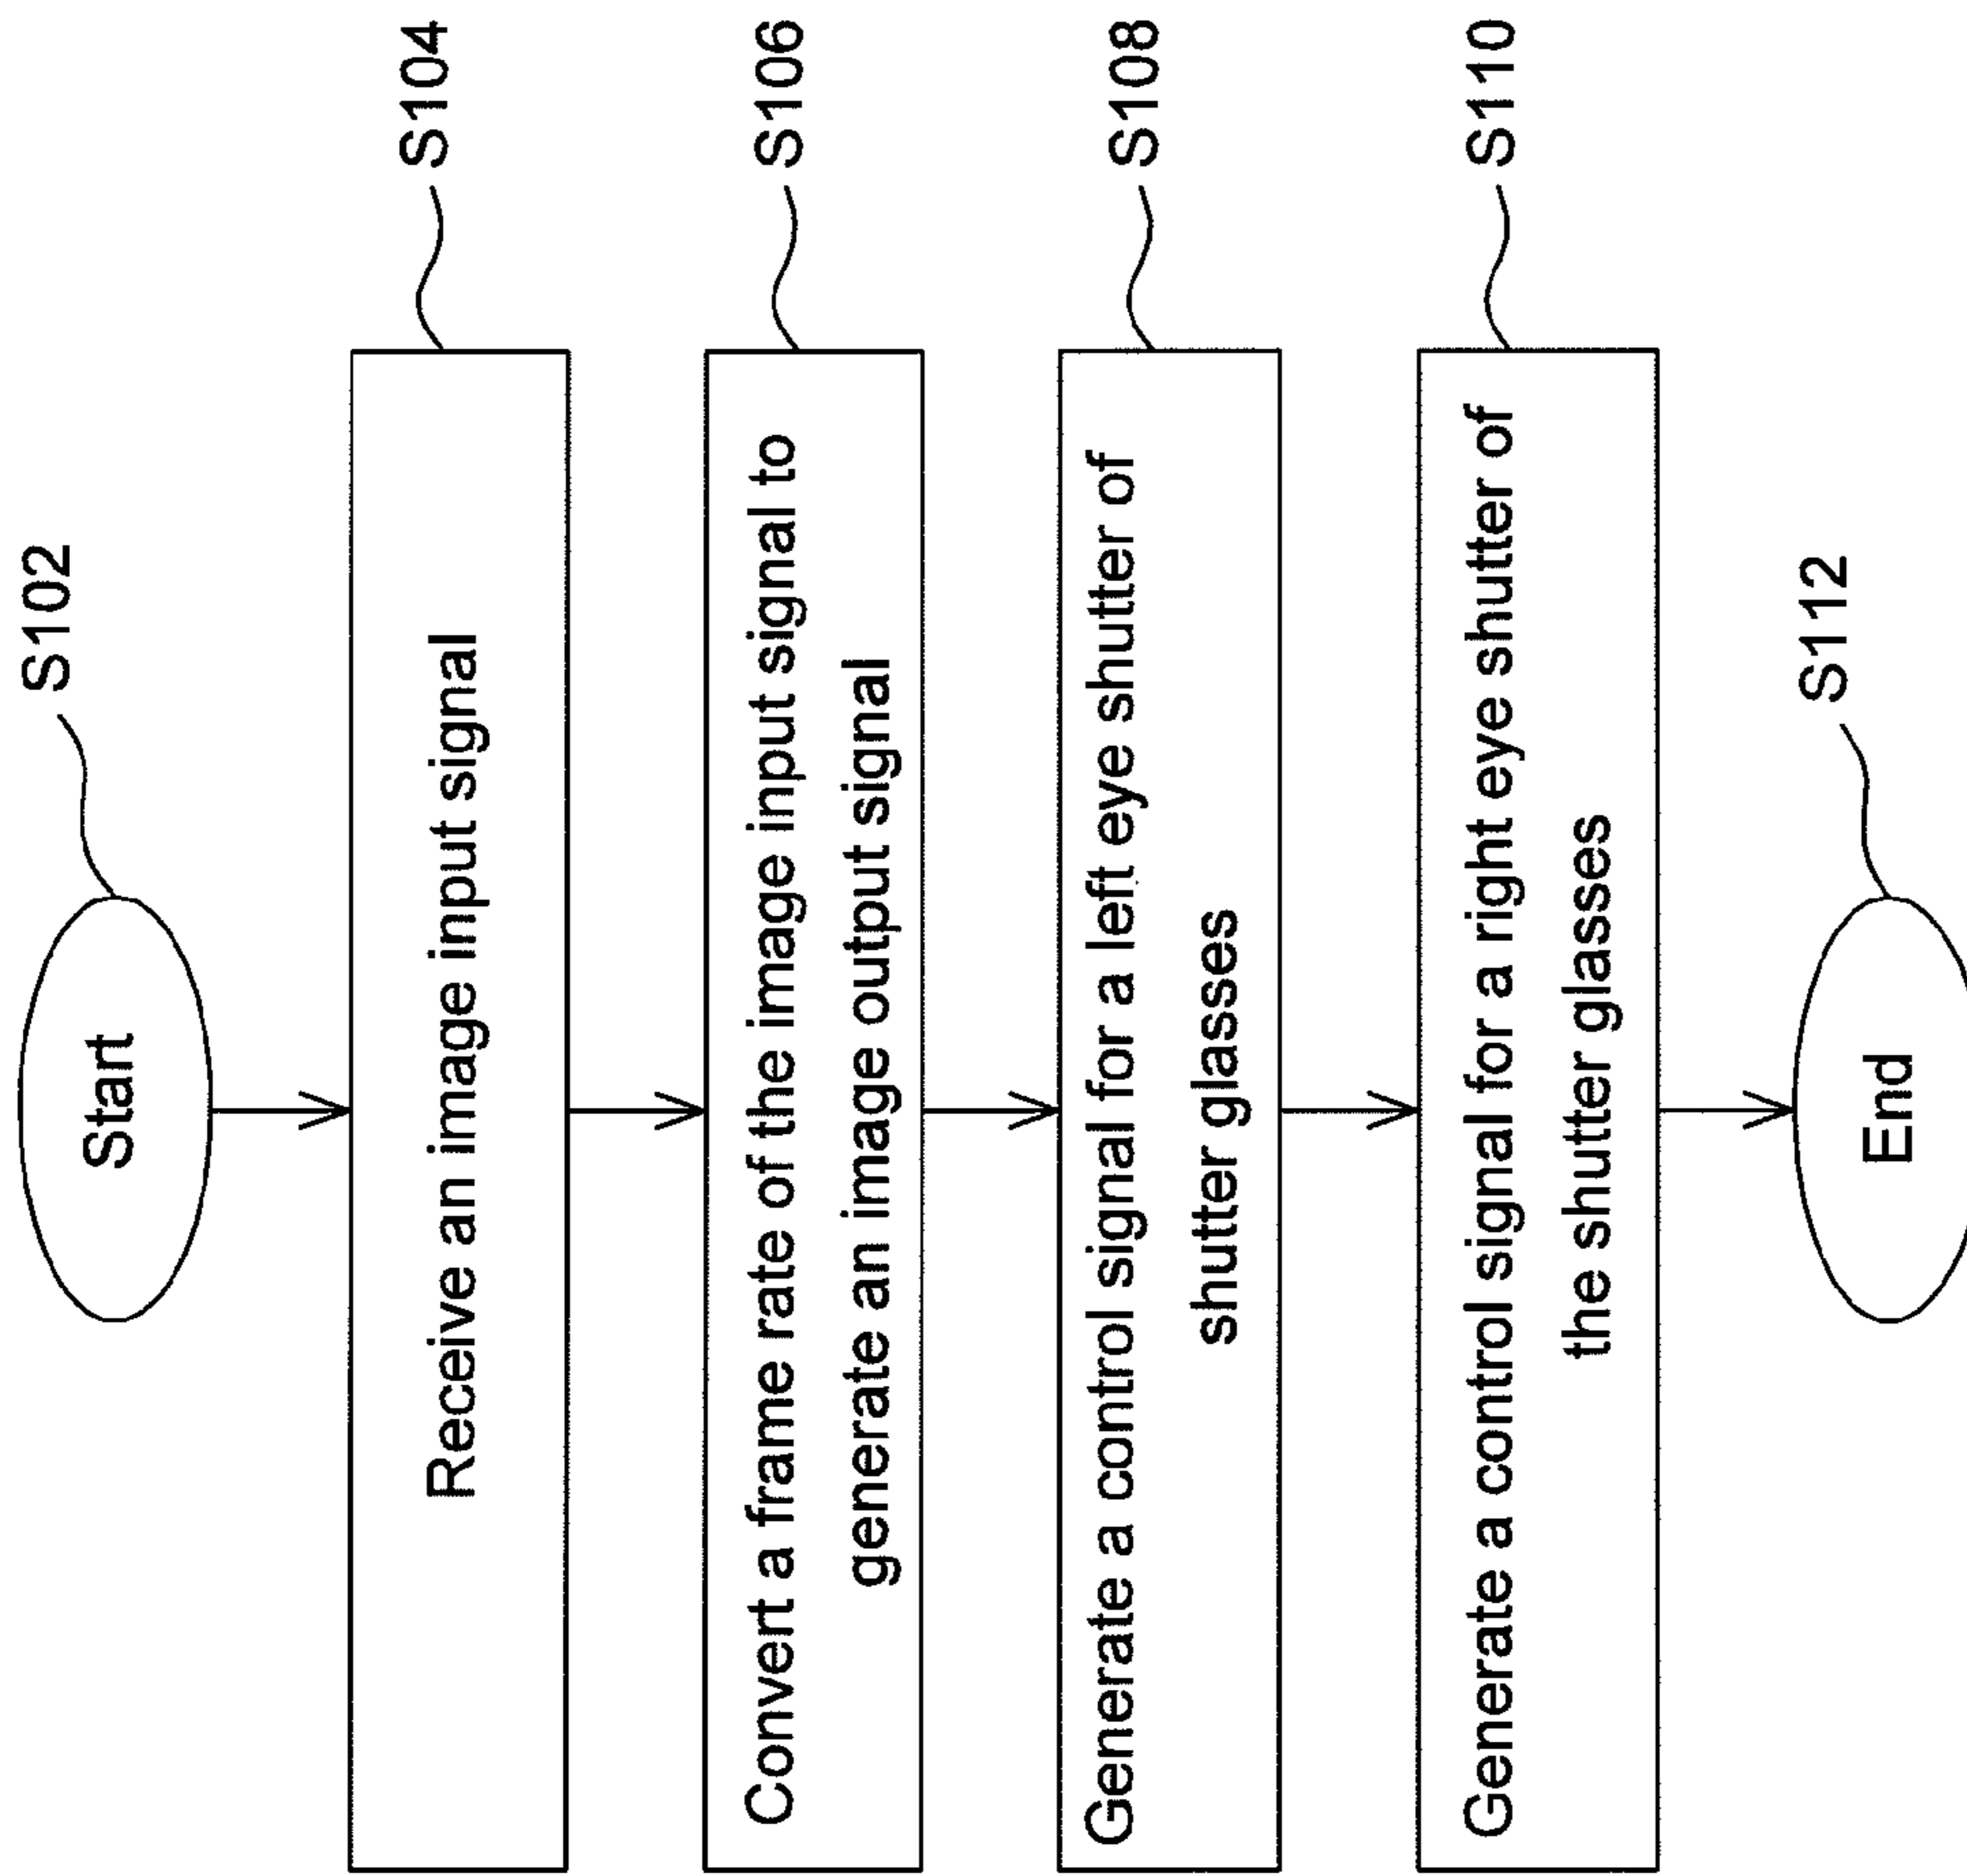 Start
S102
Receive an image input signal
S104
Convert a frame rate of the image input signal to
generate an image output signal
S106
Generate a control signal for a left eye shutter of
shutter glasses
S108
Generate a control signal for a right eye shutter of
the shutter glasses
S110
End
S112